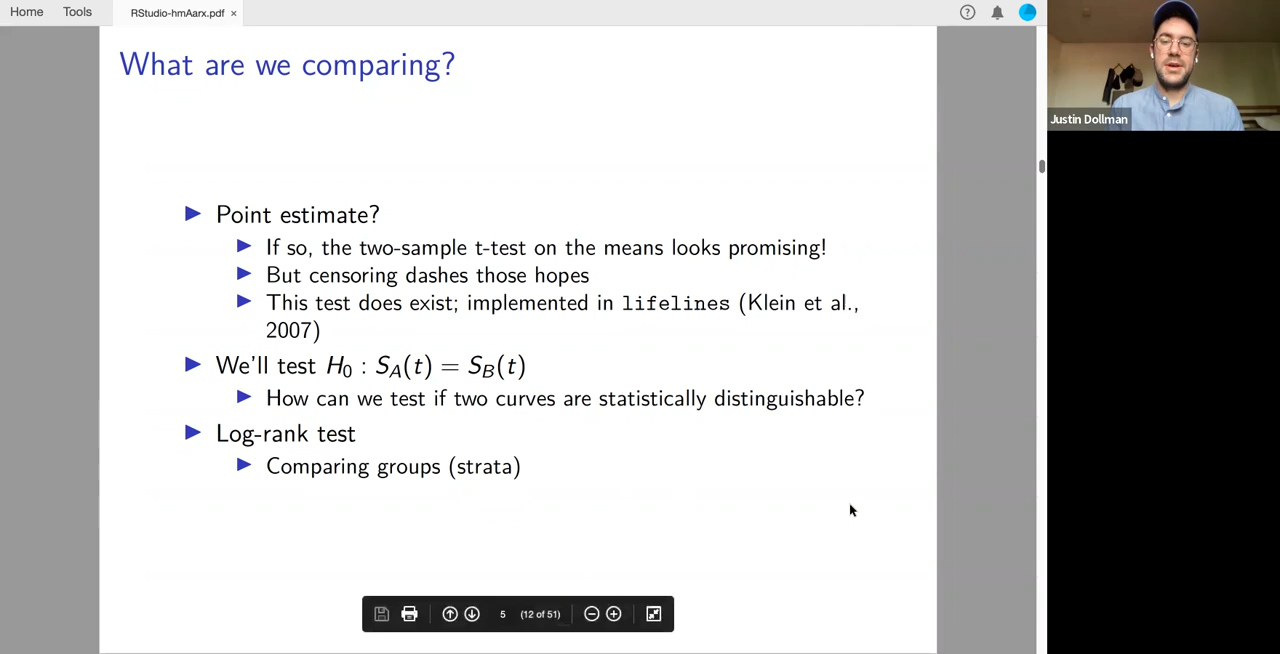 Home Tools RStudio-hmAarx.pdf ×
What are we comparing?
Justin Dollman
▶ Point estimate?
▶ If so, the two-sample t-test on the means looks promising!
▶ But censoring dashes those hopes
▶ This test does exist; implemented in lifelines (Klein et al.,
2007)
▶ We'll test H₀ : S_A(t) = S_B(t)
▶ How can we test if two curves are statistically distinguishable?
▶ Log-rank test
▶ Comparing groups (strata)
5 (12 of 51)